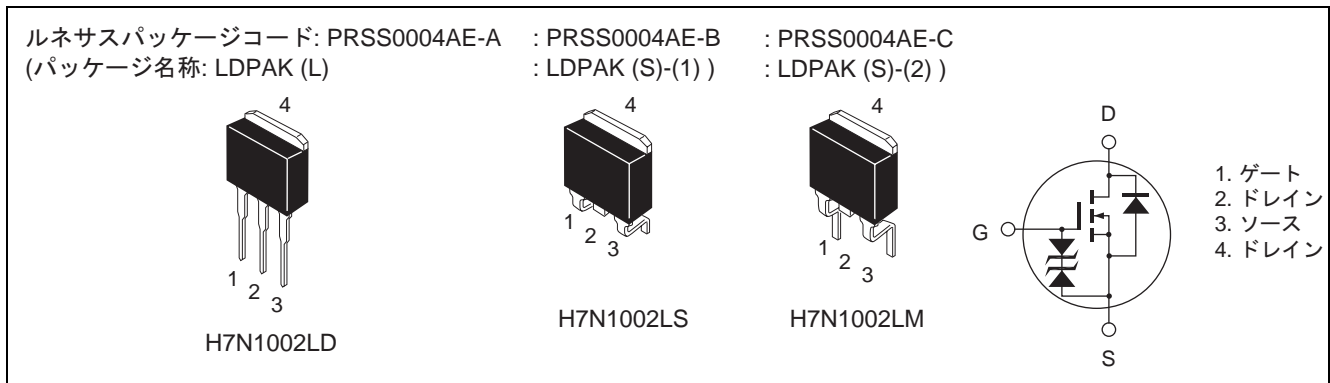 ルネサスパッケージコード: PRSS0004AE-A : PRSS0004AE-B : PRSS0004AE-C
(パッケージ名称: LDPAK (L) : LDPAK (S)-(1) ) : LDPAK (S)-(2) )
4
1
2
3
H7N1002LD
4
1
2
3
H7N1002LS
4
1
2
3
H7N1002LM
D
G
S
1. ゲート
2. ドレイン
3. ソース
4. ドレイン